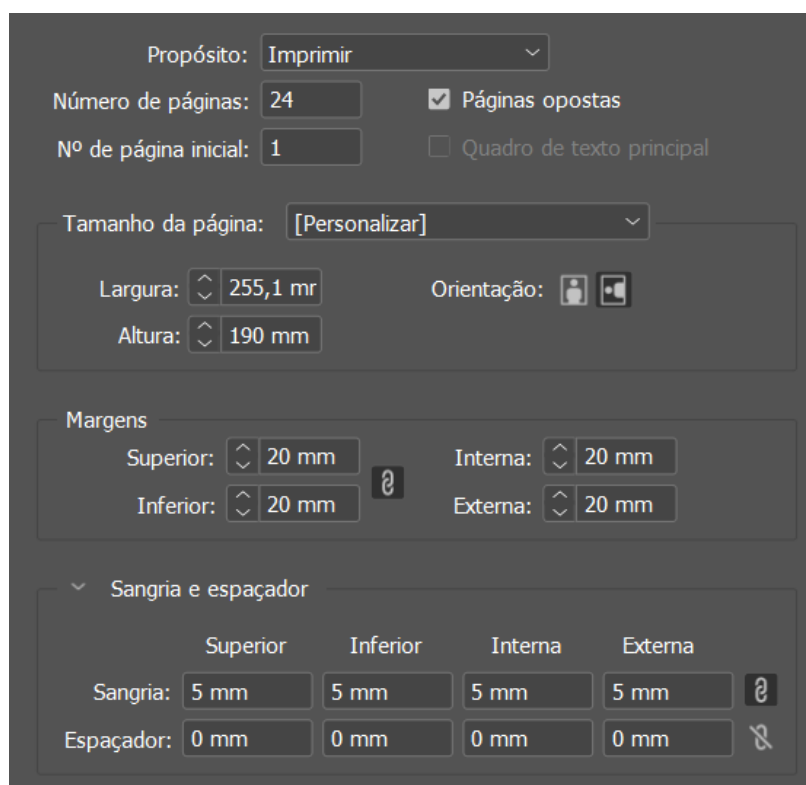 Propósito: Imprimir
Número de páginas: 24 Páginas opostas
Nº de página inicial: 1 Quadro de texto principal
Tamanho da página: [Personalizar]
Largura: 255,1 mr Orientação:
Altura: 190 mm
Margens
Superior: 20 mm Interna: 20 mm
Inferior: 20 mm Externa: 20 mm
Sangria e espaçador
Superior Inferior Interna Externa
Sangria: 5 mm 5 mm 5 mm 5 mm
Espaçador: 0 mm 0 mm 0 mm 0 mm